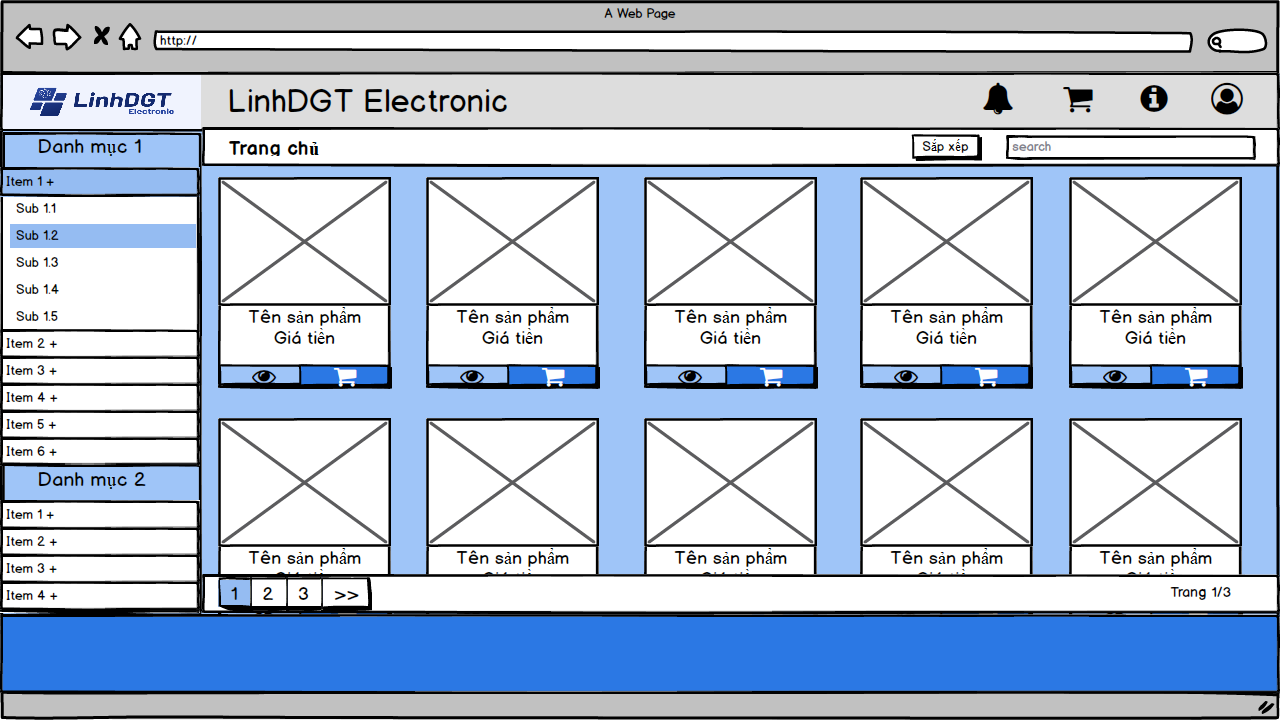 A Web Page
http://
LinhDGT
Electronic
LinhDGT Electronic
Danh mục 1
Item 1 +
Sub 1.1
Sub 1.2
Sub 1.3
Sub 1.4
Sub 1.5
Item 2 +
Item 3 +
Item 4 +
Item 5 +
Item 6 +
Danh mục 2
Item 1 +
Item 2 +
Item 3 +
Item 4 +
Trang chủ
Sắp xếp
search
Tên sản phẩm
Giá tiền
Tên sản phẩm
Giá tiền
Tên sản phẩm
Giá tiền
Tên sản phẩm
Giá tiền
Tên sản phẩm
Giá tiền
Tên sản phẩm
Tên sản phẩm
Tên sản phẩm
Tên sản phẩm
Tên sản phẩm
1 2 3 >>
Trang 1/3